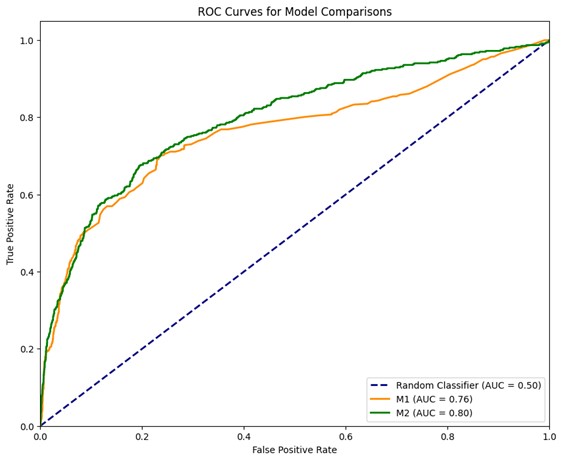 ROC Curves for Model Comparisons
True Positive Rate
1.0
0.8
0.6
0.4
0.2
0.0
0.0 0.2 0.4 0.6 0.8 1.0
False Positive Rate
Random Classifier (AUC = 0.50)
M1 (AUC = 0.76)
M2 (AUC = 0.80)